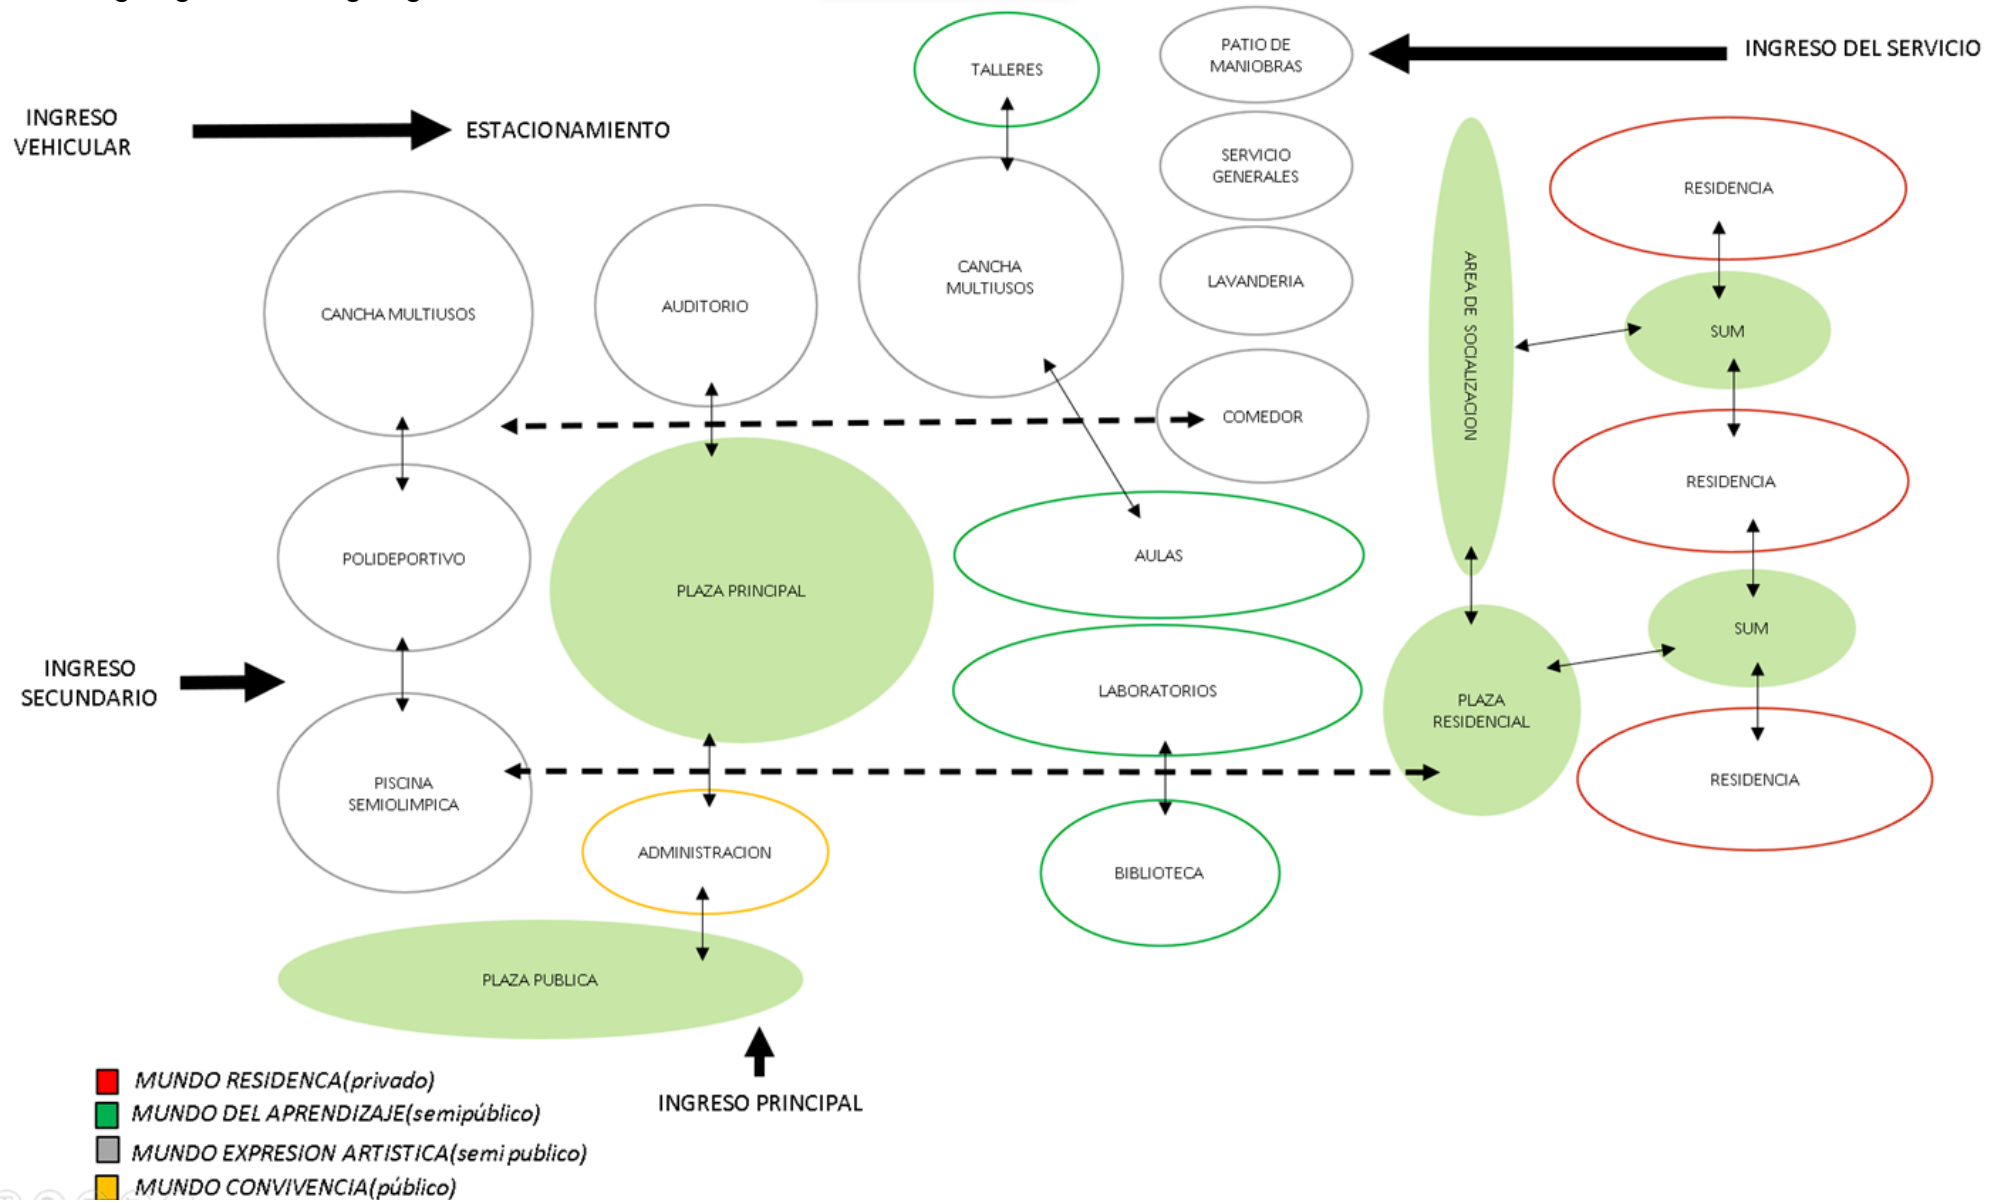 TALLERES
PATIO DE
MANIOBRAS
INGRESO DEL SERVICIO
INGRESO
VEHICULAR
ESTACIONAMIENTO
SERVICIO
GENERALES
RESIDENCIA
CANCHA MULTIUSOS
AUDITORIO
CANCHA
MULTIUSOS
LAVANDERIA
AREA DE SOCIALIZACION
SUM
COMEDOR
RESIDENCIA
POLIDEPORTIVO
PLAZA PRINCIPAL
AULAS
SUM
INGRESO
SECUNDARIO
LABORATORIOS
PLAZA
RESIDENCIAL
PISCINA
SEMIOLIMPICA
RESIDENCIA
ADMINISTRACION
BIBLIOTECA
PLAZA PUBLICA
INGRESO PRINCIPAL
MUNDO RESIDENCA(privado)
MUNDO DEL APRENDIZAJE(semipúblico)
MUNDO EXPRESION ARTISTICA(semi publico)
MUNDO CONVIVENCIA(público)